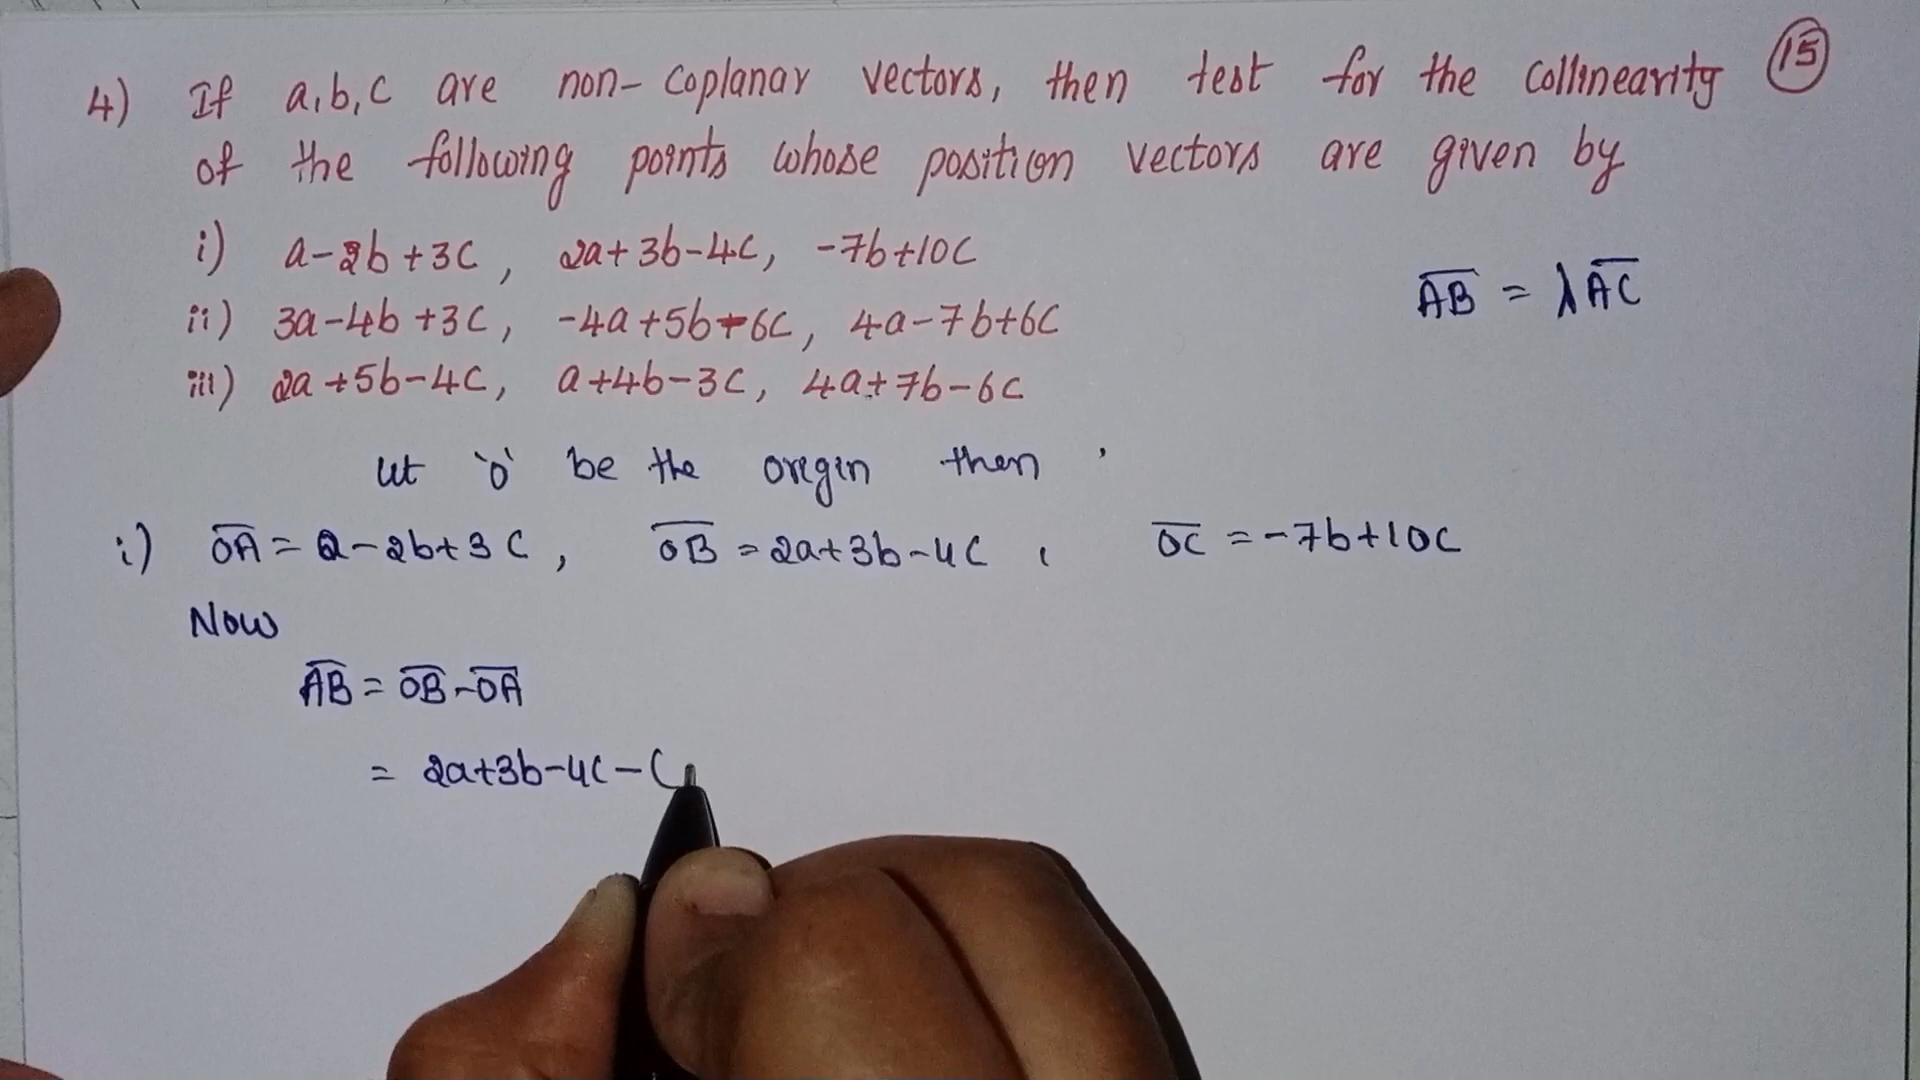 4) If a,b,c are non-coplanar vectors, then test for the collinearity (15)
of the following points whose position vectors are given by
i) a-2b+3c, 2a+3b-4c, -7b+10c
AB̅ = λ AC̅
ii) 3a-4b+3c, -4a+5b-6c, 4a-7b+6c
iii) 2a+5b-4c, a+4b-3c, 4a+7b-6c
Let 'O' be the origin then
i) OA̅ = a-2b+3c, OB̅ = 2a+3b-4c, OC̅ = -7b+10c
Now
AB̅ = OB̅ - OA̅
= 2a+3b-4c-(